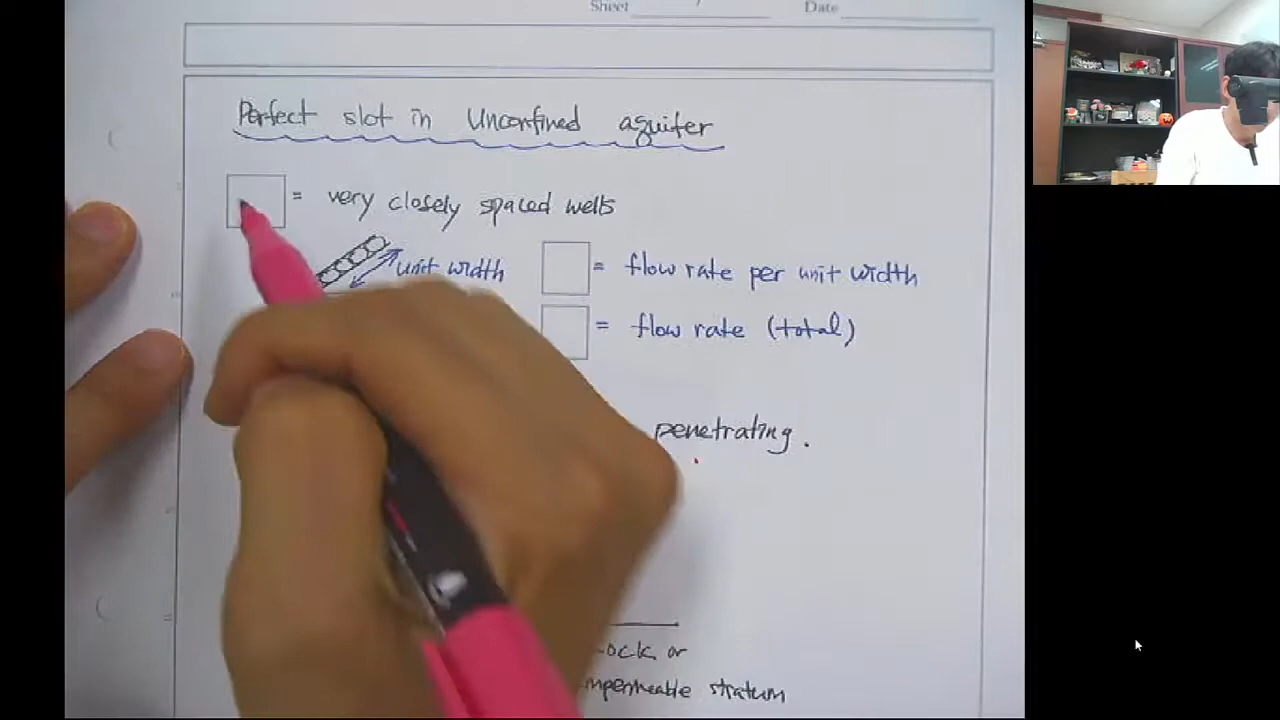 Sheet Date
Perfect slot in Unconfined aquifer
= very closely spaced wells
unit width
= flow rate per unit width
= flow rate (total)
penetrating.
or
impermeable stratum